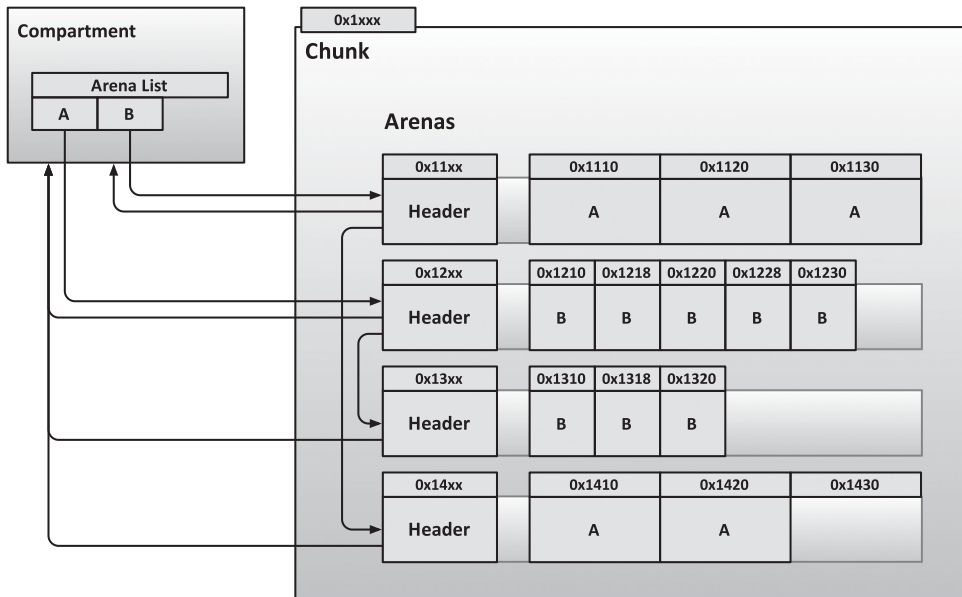 0x1xxx
Compartment
Chunk
Arena List
A B
Arenas
0x11xx 0x1110 0x1120 0x1130
Header A A A
0x12xx 0x1210 0x1218 0x1220 0x1228 0x1230
Header B B B B B
0x13xx 0x1310 0x1318 0x1320
Header B B B
0x14xx 0x1410 0x1420 0x1430
Header A A